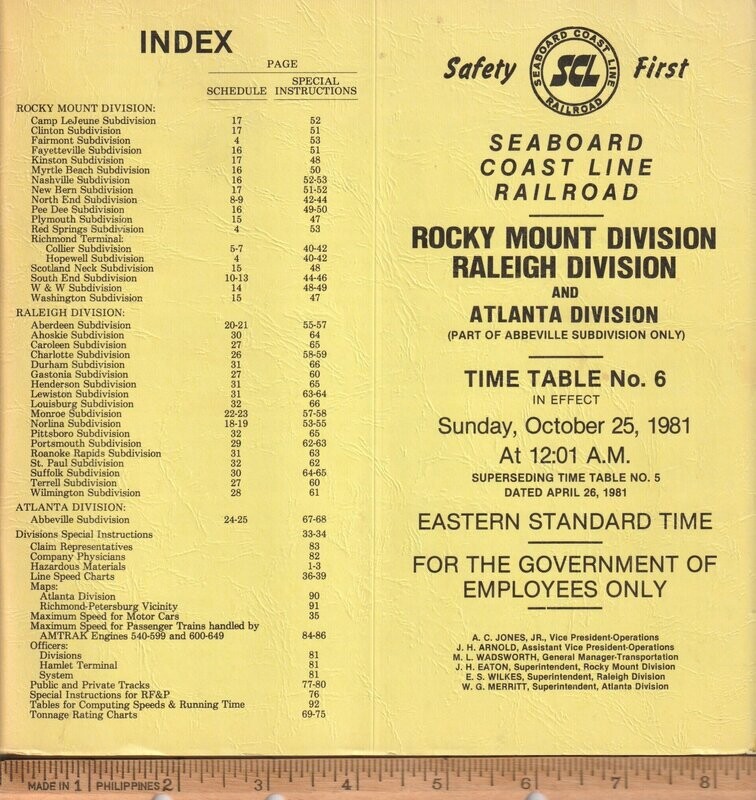 INDEX
PAGE
SCHEDULE SPECIAL INSTRUCTIONS
ROCKY MOUNT DIVISION:
Camp LeJeune Subdivision 17 52
Clinton Subdivision 17 51
Fairmont Subdivision 4 53
Fayetteville Subdivision 16 51
Kinston Subdivision 17 48
Myrtle Beach Subdivision 16 50
Nashville Subdivision 16 52-53
New Bern Subdivision 17 51-52
North End Subdivision 8-9 42-44
Pee Dee Subdivision 16 49-50
Plymouth Subdivision 15 47
Red Springs Subdivision 4 53
Richmond Terminal:
Collier Subdivision 5-7 40-42
Hopewell Subdivision 4 40-42
Scotland Neck Subdivision 15 48
South End Subdivision 10-13 44-46
W & W Subdivision 14 48-49
Washington Subdivision 15 47
RALEIGH DIVISION:
Aberdeen Subdivision 20-21 55-57
Ahoskie Subdivision 30 64
Caroleen Subdivision 27 65
Charlotte Subdivision 26 58-59
Durham Subdivision 31 66
Gastonia Subdivision 27 60
Henderson Subdivision 31 65
Lewiston Subdivision 31 63-64
Louisburg Subdivision 32 66
Monroe Subdivision 22-23 57-58
Norlina Subdivision 18-19 53-55
Pittsboro Subdivision 32 65
Portsmouth Subdivision 29 62-63
Roanoke Rapids Subdivision 31 63
St. Paul Subdivision 32 62
Suffolk Subdivision 30 64-65
Terrell Subdivision 27 60
Wilmington Subdivision 28 61
ATLANTA DIVISION:
Abbeville Subdivision 24-25 67-68
Divisions Special Instructions 33-34
Claim Representatives 83
Company Physicians 82
Hazardous Materials 1-3
Line Speed Charts 36-39
Maps:
Atlanta Division 90
Richmond-Petersburg Vicinity 91
Maximum Speed for Motor Cars 35
Maximum Speed for Passenger Trains handled by
AMTRAK Engines 540-599 and 600-649 84-86
Officers:
Divisions 81
Hamlet Terminal 81
System 81
Public and Private Tracks 77-80
Special Instructions for RF&P 76
Tables for Computing Speeds & Running Time 92
Tonnage Rating Charts 69-75
Safety First
SEABOARD COAST LINE RAILROAD
SCL
SEABOARD
COAST LINE
RAILROAD
ROCKY MOUNT DIVISION
RALEIGH DIVISION
AND
ATLANTA DIVISION
(PART OF ABBEVILLE SUBDIVISION ONLY)
TIME TABLE No. 6
IN EFFECT
Sunday, October 25, 1981
At 12:01 A.M.
SUPERSEDING TIME TABLE NO. 5
DATED APRIL 26, 1981
EASTERN STANDARD TIME
FOR THE GOVERNMENT OF
EMPLOYEES ONLY
A. C. JONES, JR., Vice President-Operations
J. H. ARNOLD, Assistant Vice President-Operations
M. L. WADSWORTH, General Manager-Transportation
J. H. EATON, Superintendent, Rocky Mount Division
E. S. WILKES, Superintendent, Raleigh Division
W. G. MERRITT, Superintendent, Atlanta Division
MADE IN PHILIPPINES
1 2 3 4 5 6 7 8